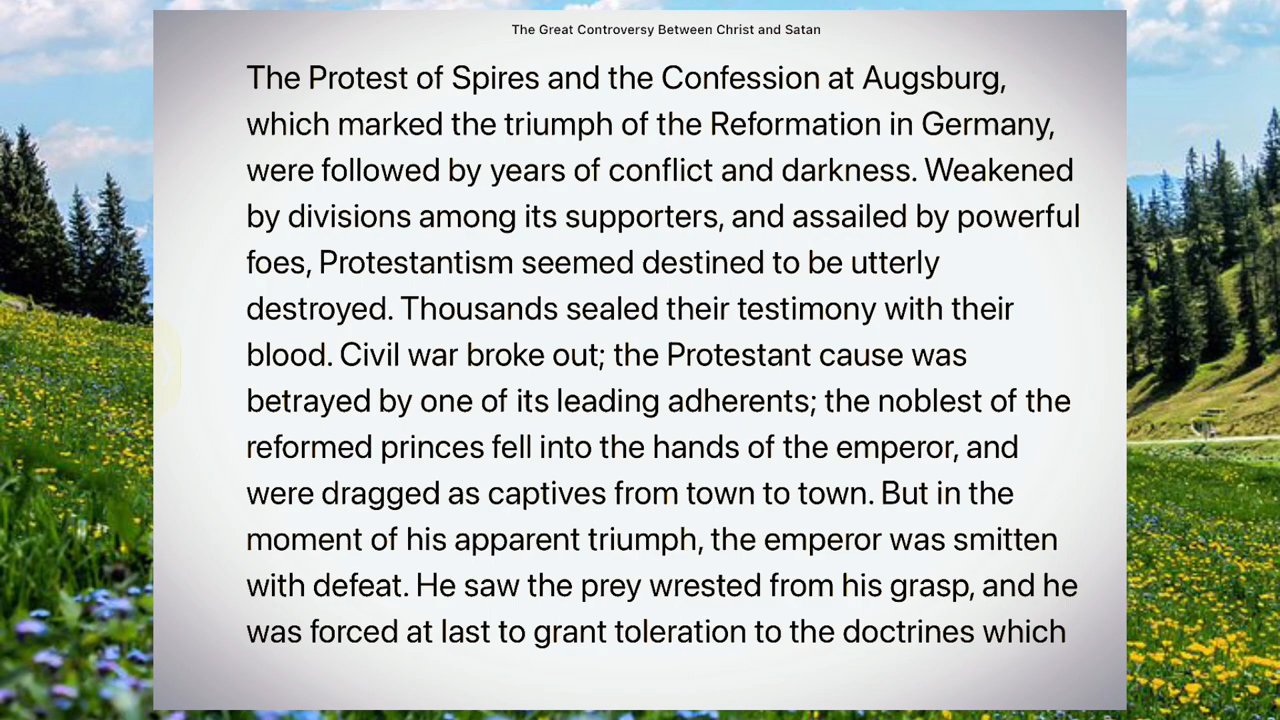 The Great Controversy Between Christ and Satan
The Protest of Spires and the Confession at Augsburg,
which marked the triumph of the Reformation in Germany,
were followed by years of conflict and darkness. Weakened
by divisions among its supporters, and assailed by powerful
foes, Protestantism seemed destined to be utterly
destroyed. Thousands sealed their testimony with their
blood. Civil war broke out; the Protestant cause was
betrayed by one of its leading adherents; the noblest of the
reformed princes fell into the hands of the emperor, and
were dragged as captives from town to town. But in the
moment of his apparent triumph, the emperor was smitten
with defeat. He saw the prey wrested from his grasp, and he
was forced at last to grant toleration to the doctrines which